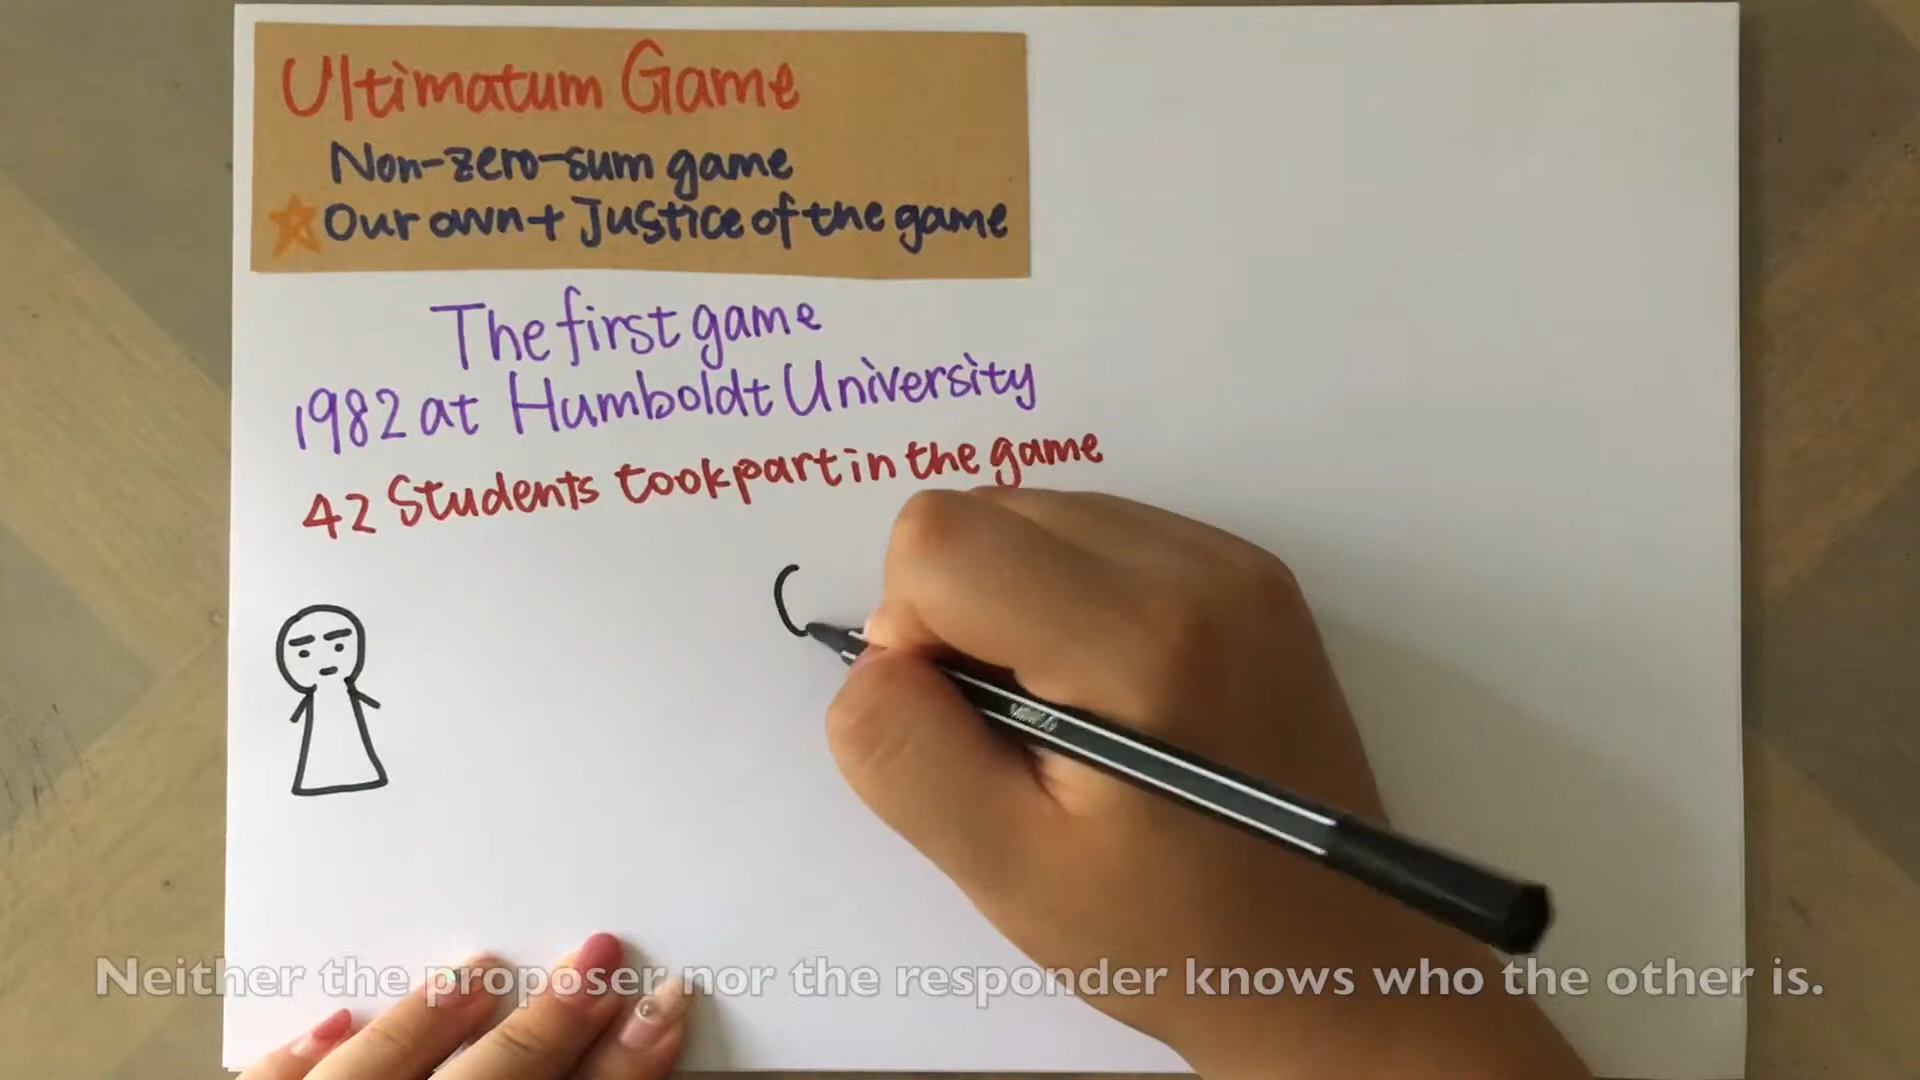 Ultimatum Game
Non-zero-sum game
Our own + Justice of the game
The first game
1982 at Humboldt University
42 Students took part in the game
Neither the proposer nor the responder knows who the other is.